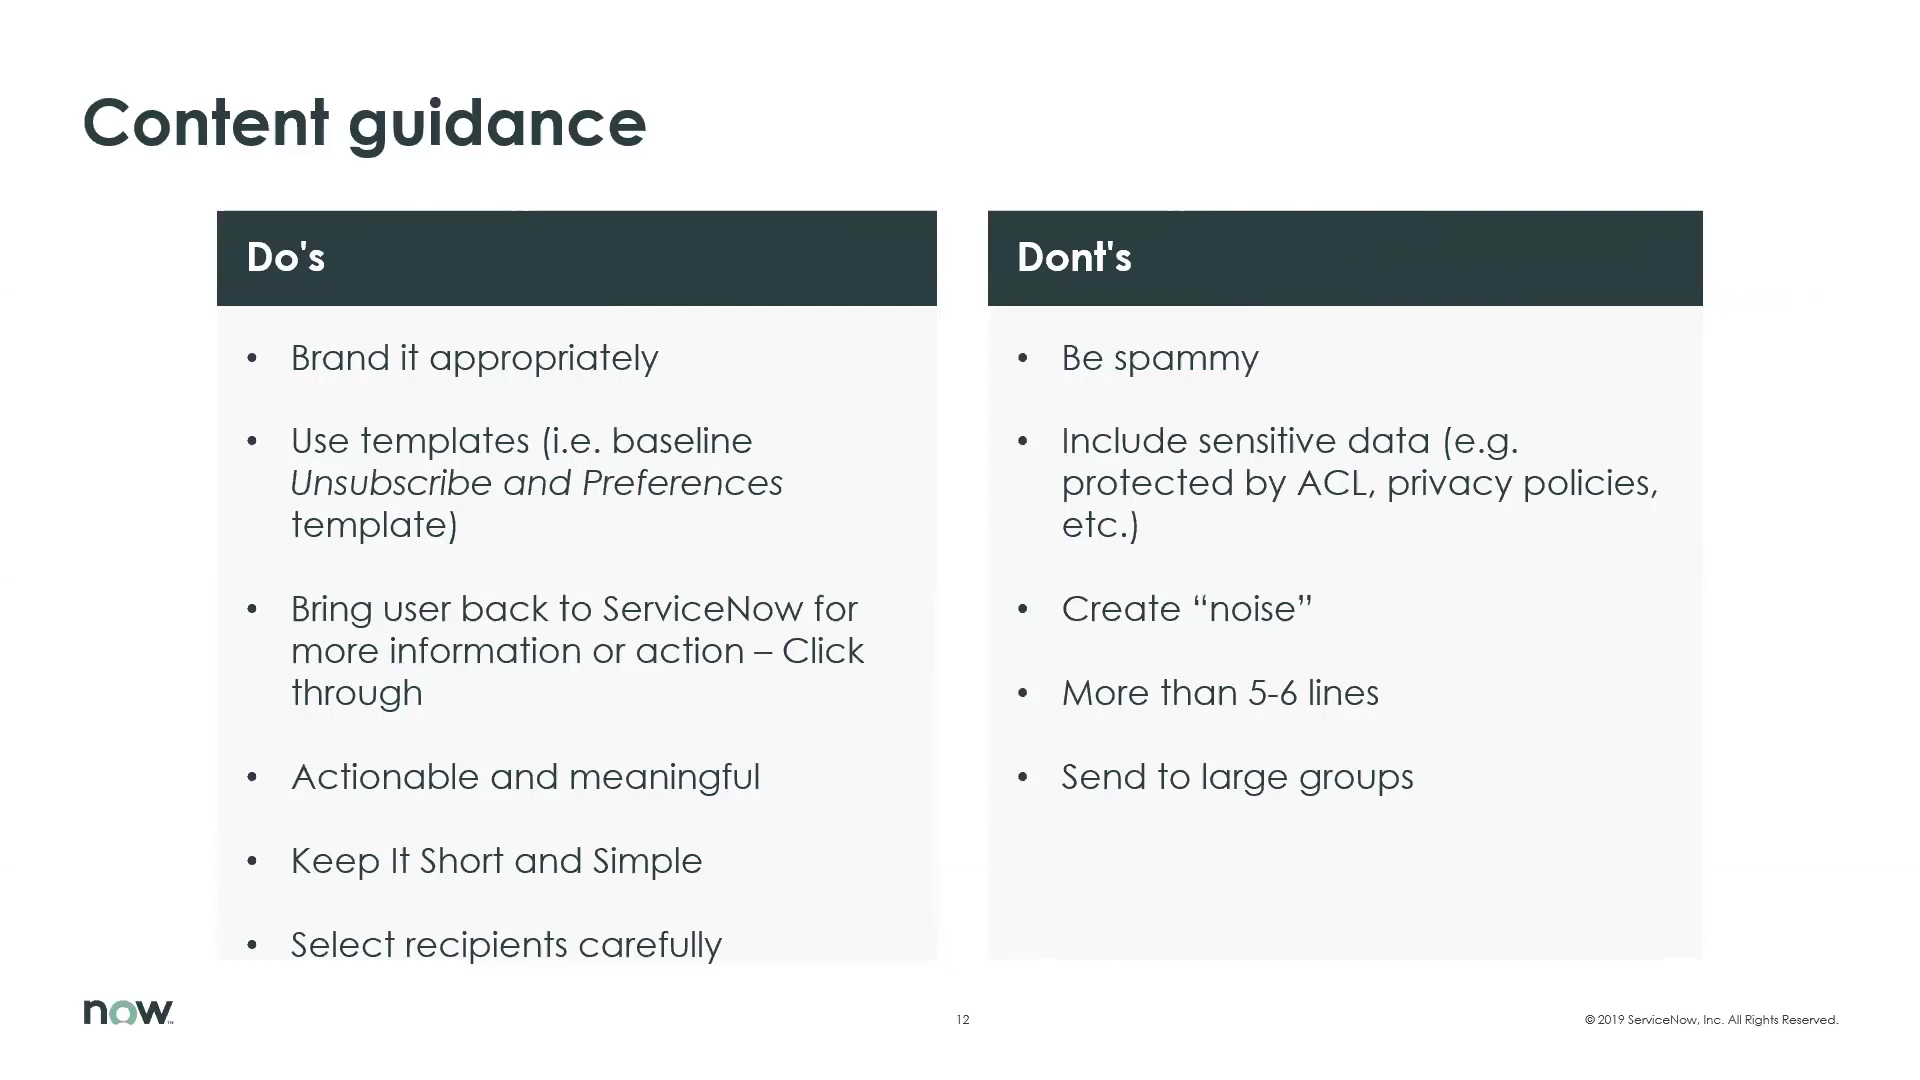 Content guidance
Do's
• Brand it appropriately
• Use templates (i.e. baseline
Unsubscribe and Preferences
template)
• Bring user back to ServiceNow for
more information or action – Click
through
• Actionable and meaningful
• Keep It Short and Simple
• Select recipients carefully
Dont's
• Be spammy
• Include sensitive data (e.g.
protected by ACL, privacy policies,
etc.)
• Create “noise”
• More than 5-6 lines
• Send to large groups
now™
12
© 2019 ServiceNow, Inc. All Rights Reserved.